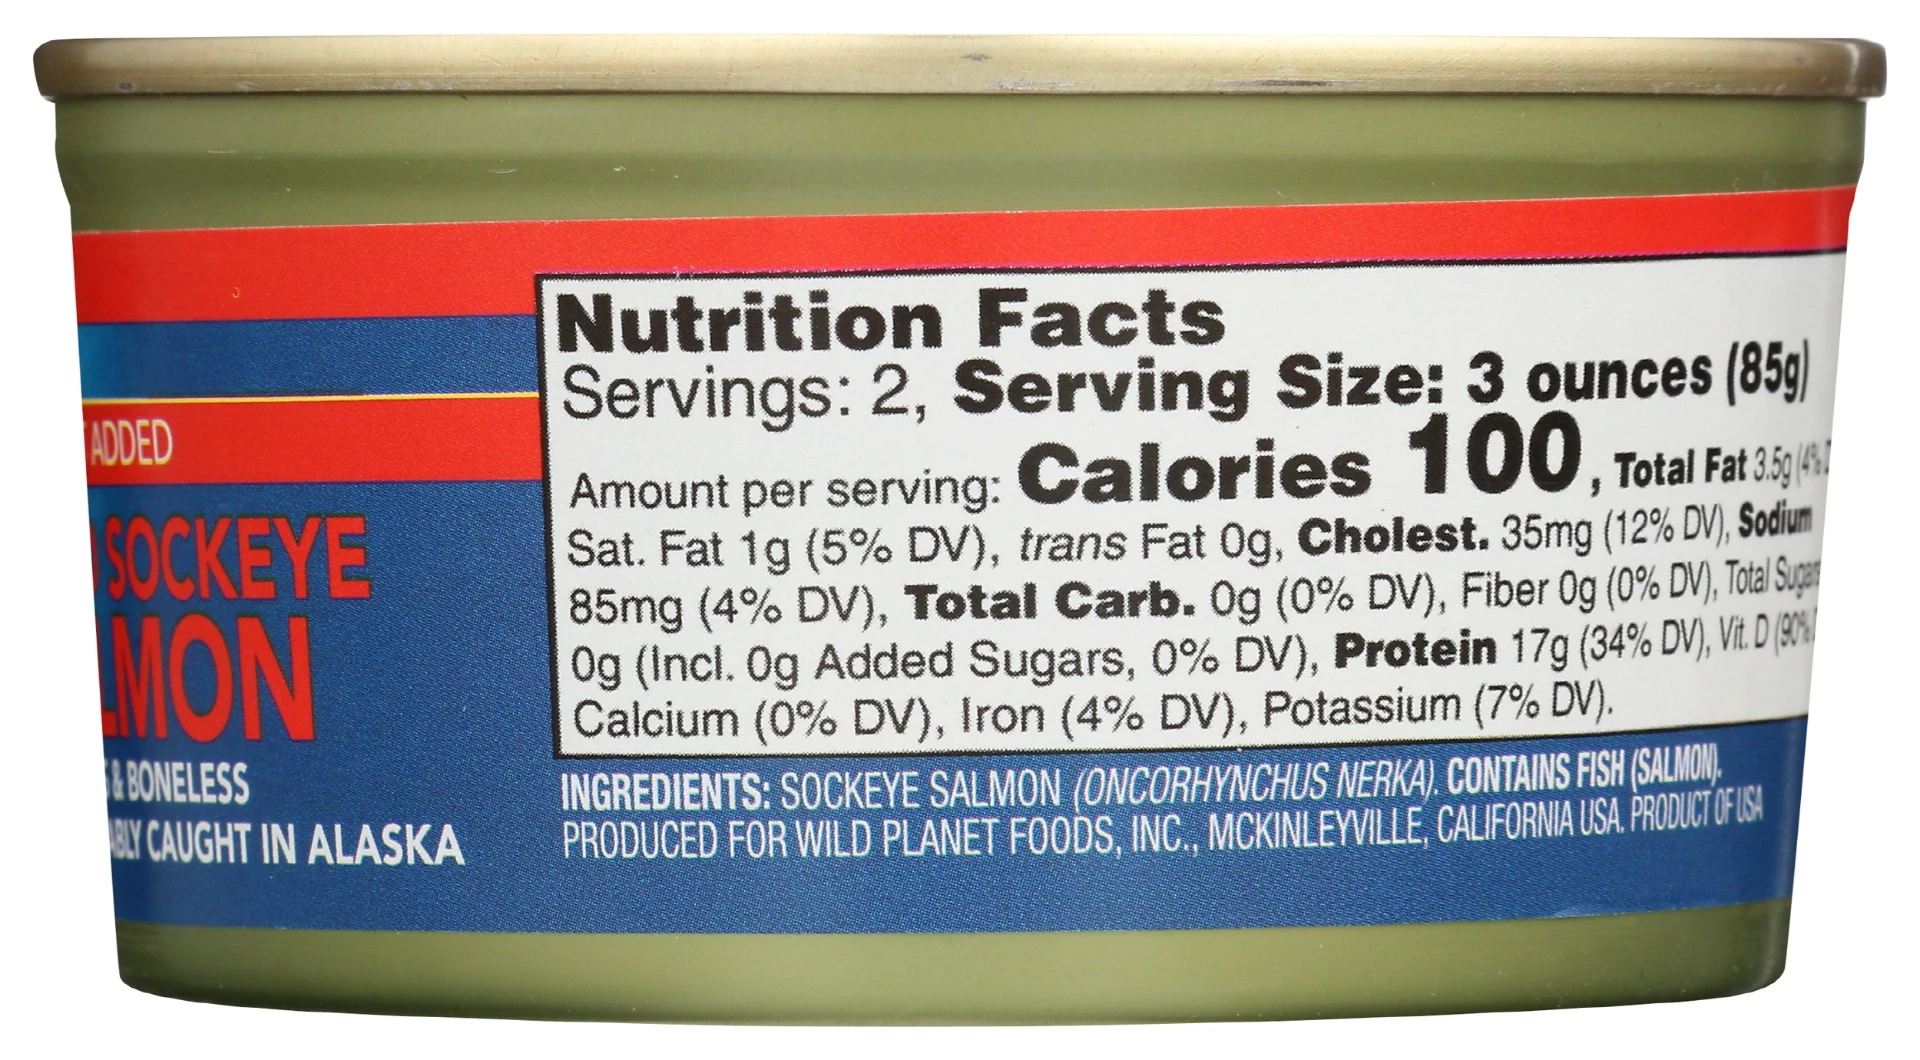 ADDED
SOCKEYE
LMON
& BONELESS
ABLY CAUGHT IN ALASKA
Nutrition Facts
Servings: 2, Serving Size: 3 ounces (85g)
Amount per serving: Calories 100, Total Fat 3.5g (4%
Sat. Fat 1g (5% DV), trans Fat 0g, Cholest. 35mg (12% DV), Sodium
85mg (4% DV), Total Carb. 0g (0% DV), Fiber 0g (0% DV), Total Sugars
0g (Incl. 0g Added Sugars, 0% DV), Protein 17g (34% DV), Vit. D (90%
Calcium (0% DV), Iron (4% DV), Potassium (7% DV).
INGREDIENTS: SOCKEYE SALMON (ONCORHYNCHUS NERKA). CONTAINS FISH (SALMON).
PRODUCED FOR WILD PLANET FOODS, INC., MCKINLEYVILLE, CALIFORNIA USA. PRODUCT OF USA